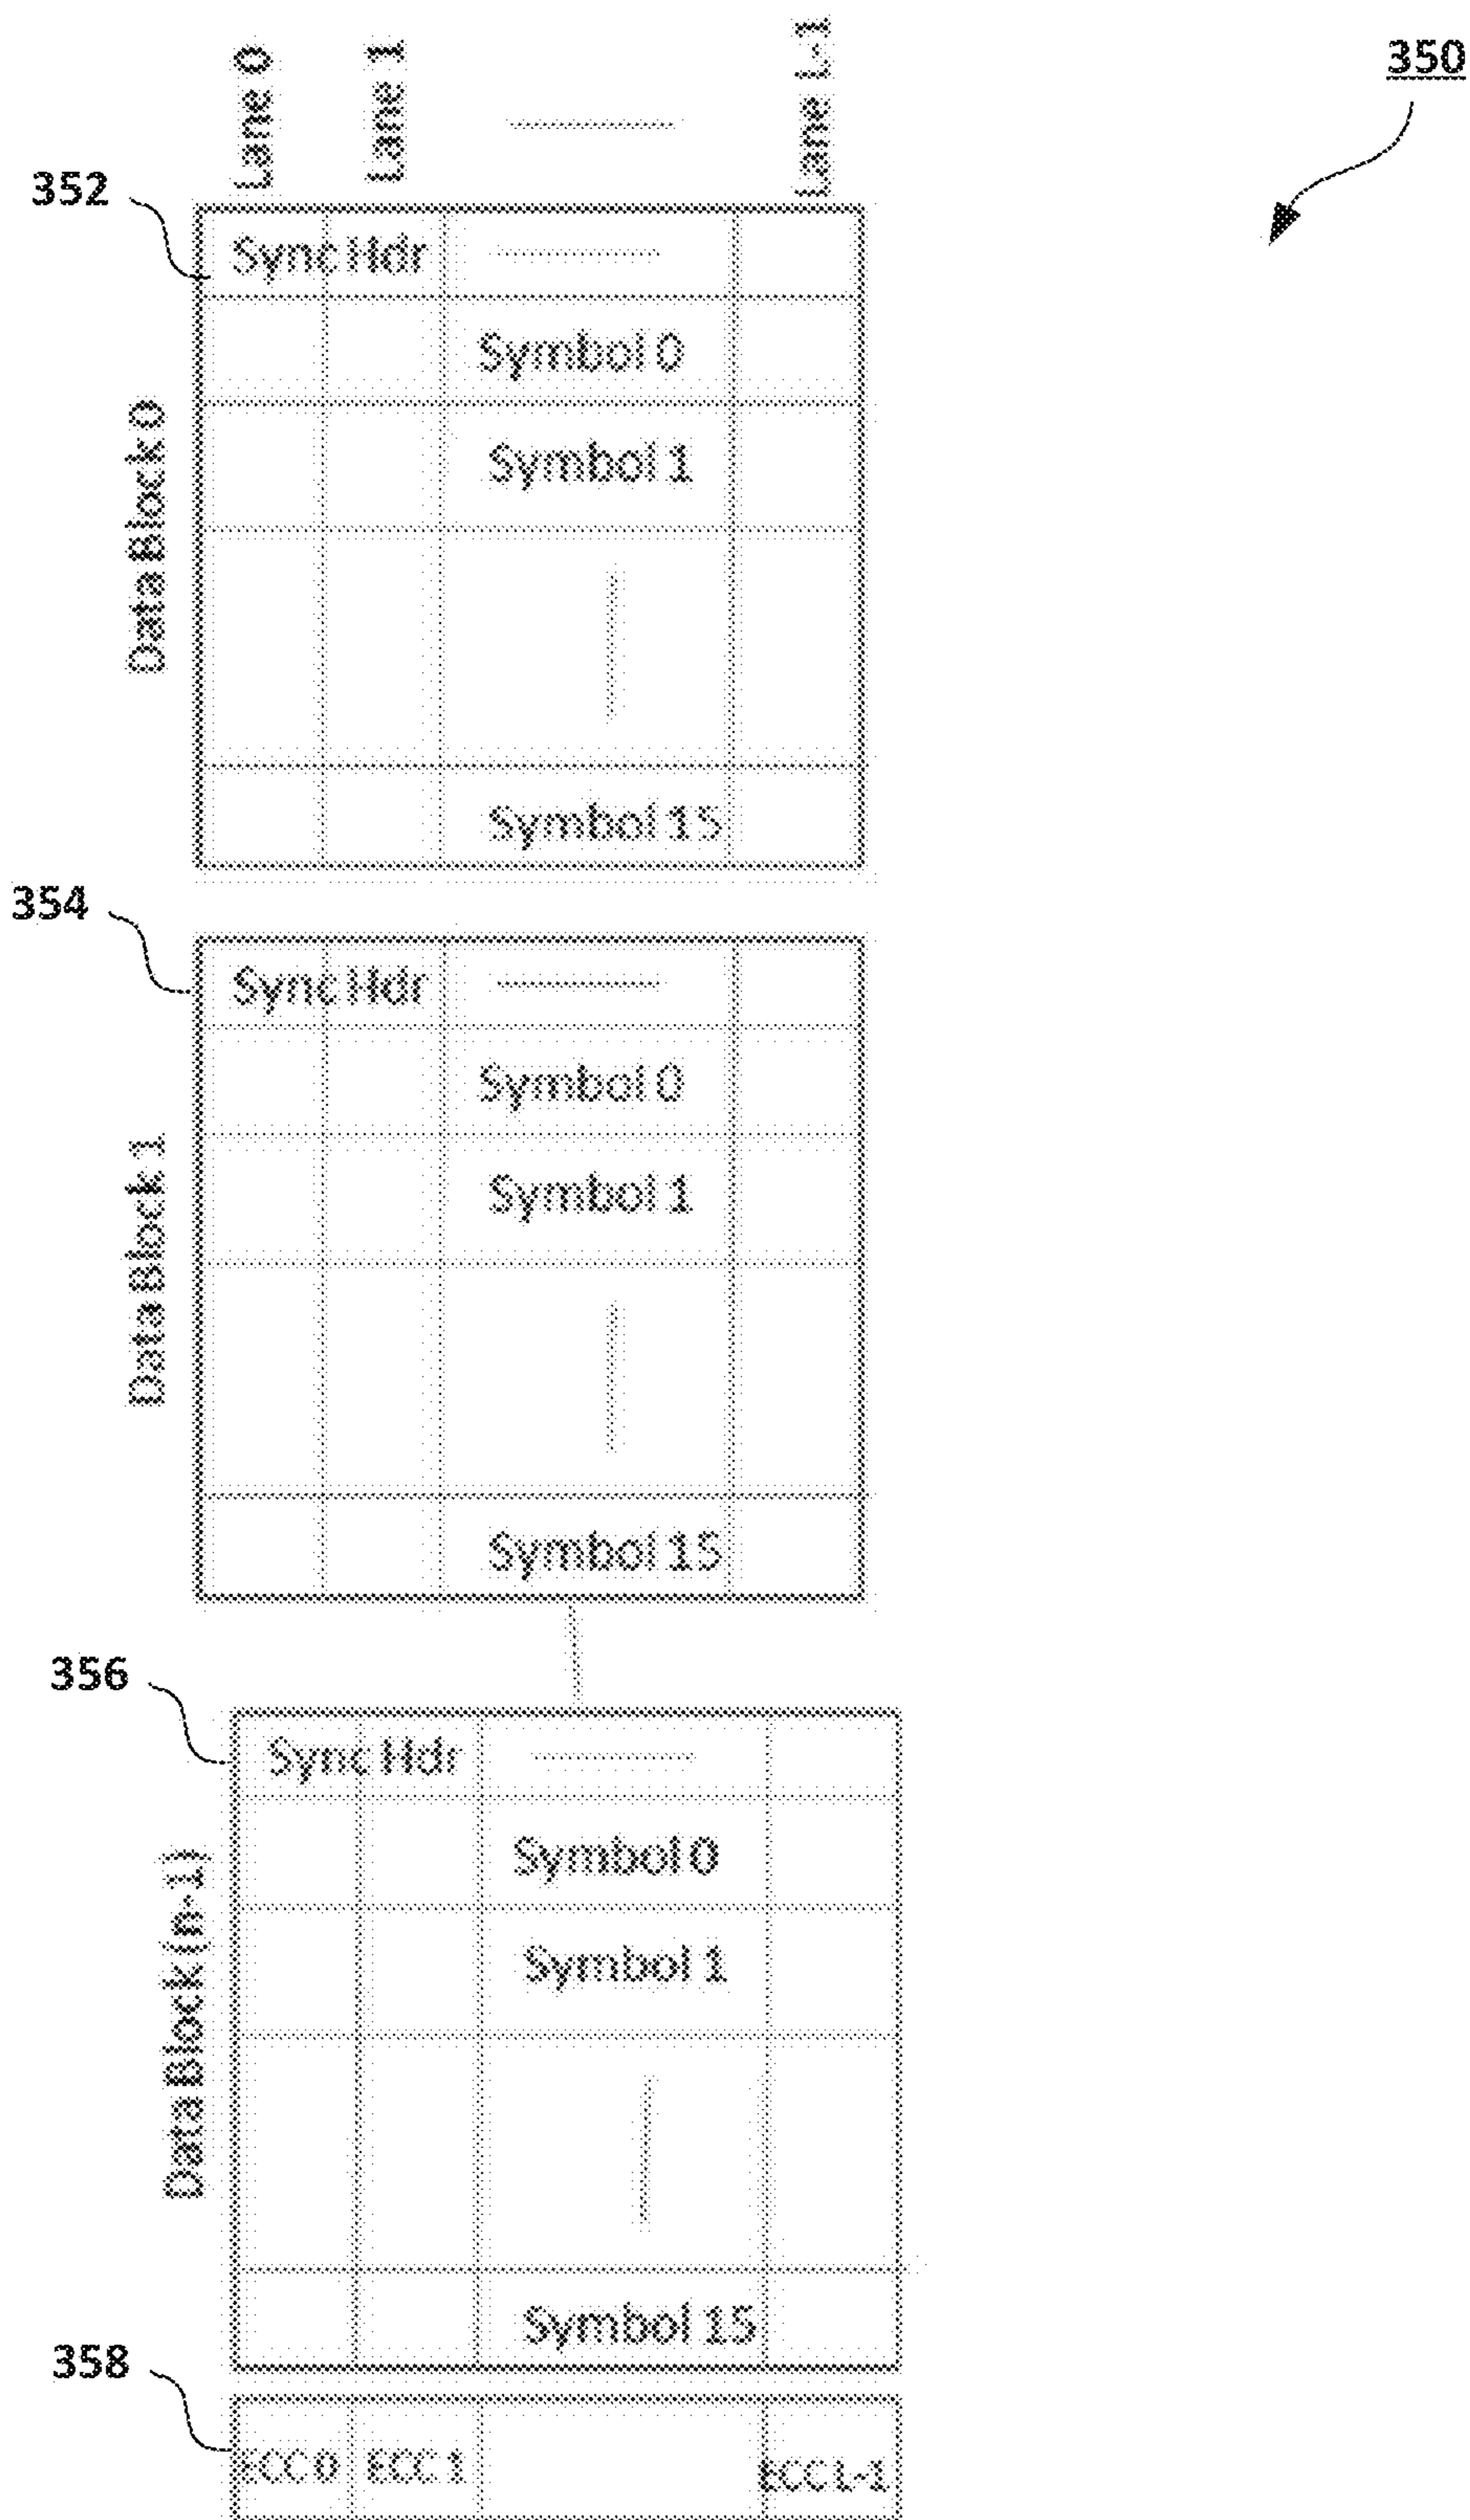 350
Lane 0
Lane 1
Lane L-1
352
Data Block 0
Sync Hdr
Symbol 0
Symbol 1
Symbol 15
354
Data Block 1
Sync Hdr
Symbol 0
Symbol 1
Symbol 15
356
Data Block (n-1)
Sync Hdr
Symbol 0
Symbol 1
Symbol 15
358
ECC 0 ECC 1 ECC L-1